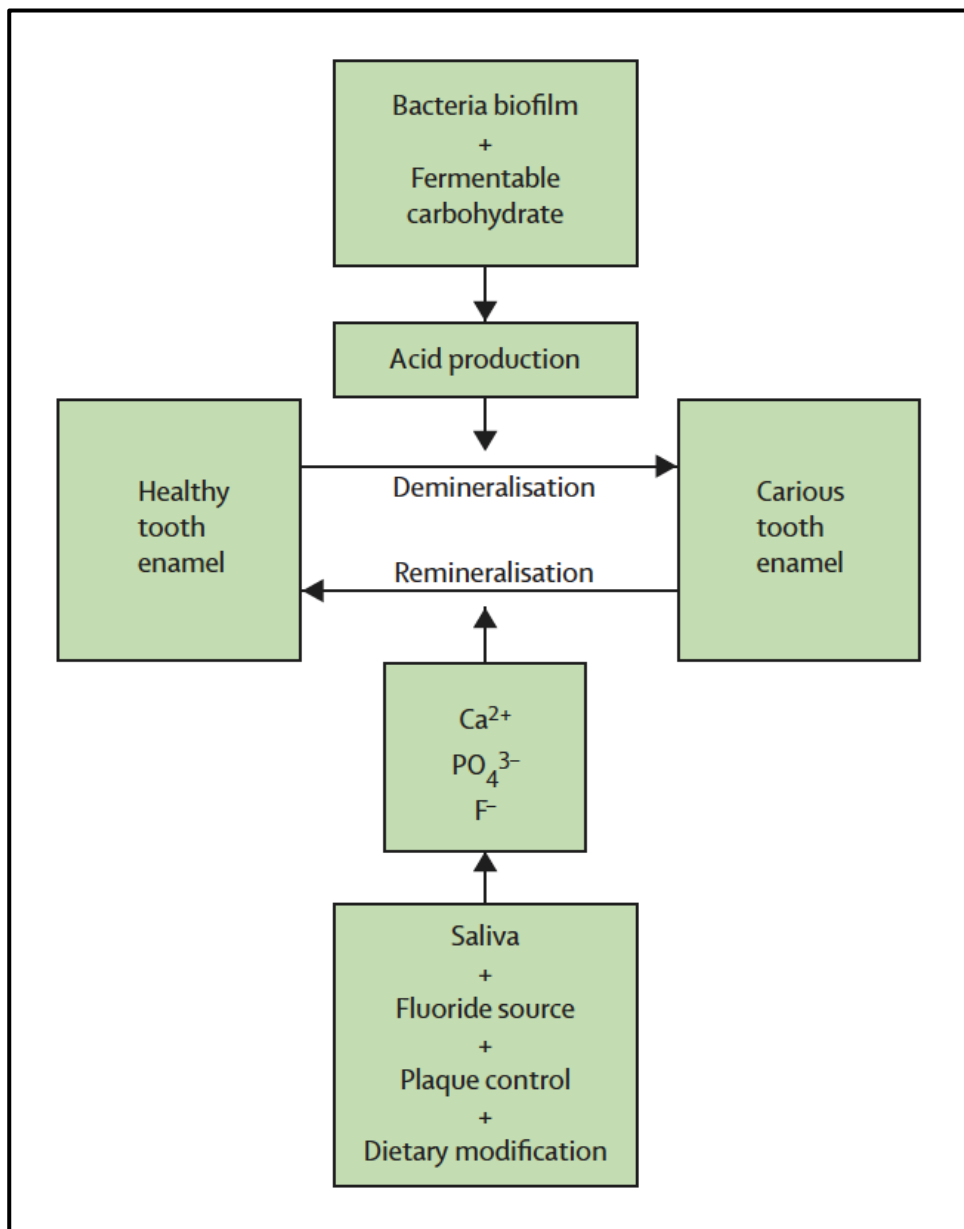 Bacteria biofilm
+
Fermentable
carbohydrate
Acid production
Healthy
tooth
enamel
Demineralisation
Remineralisation
Carious
tooth
enamel
Ca²⁺
PO₄³⁻
F⁻
Saliva
+
Fluoride source
+
Plaque control
+
Dietary modification